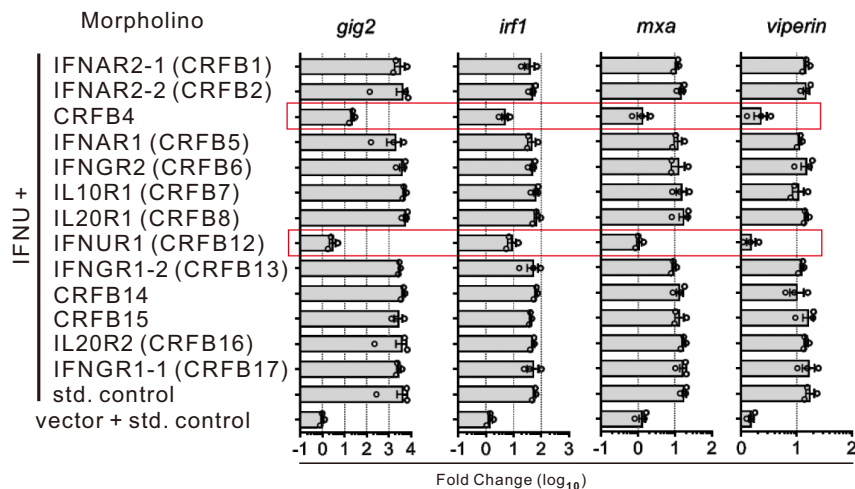 Morpholino
gig2
irf1
mxa
viperin
IFNU +
IFNAR2-1 (CRFB1)
IFNAR2-2 (CRFB2)
CRFB4
IFNAR1 (CRFB5)
IFNGR2 (CRFB6)
IL10R1 (CRFB7)
IL20R1 (CRFB8)
IFNUR1 (CRFB12)
IFNGR1-2 (CRFB13)
CRFB14
CRFB15
IL20R2 (CRFB16)
IFNGR1-1 (CRFB17)
std. control
vector + std. control
-1 0 1 2 3 4
-1 0 1 2 3
-1 0 1 2
0 1 2
Fold Change (log10)